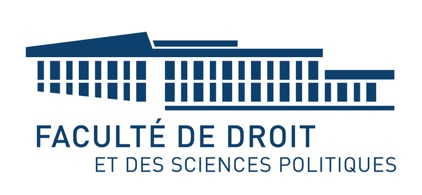 FACULTÉ DE DROIT
ET DES SCIENCES POLITIQUES